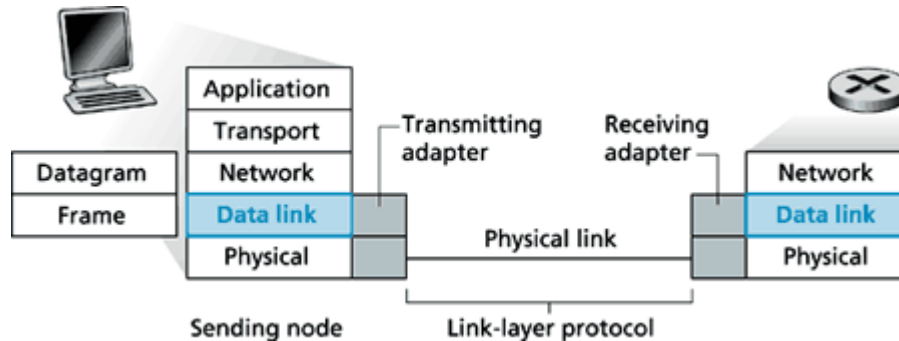 Application
Transport
Transmitting
adapter
Receiving
adapter
Datagram
Network
Network
Frame
Data link
Data link
Physical
Physical link
Physical
Sending node
Link-layer protocol